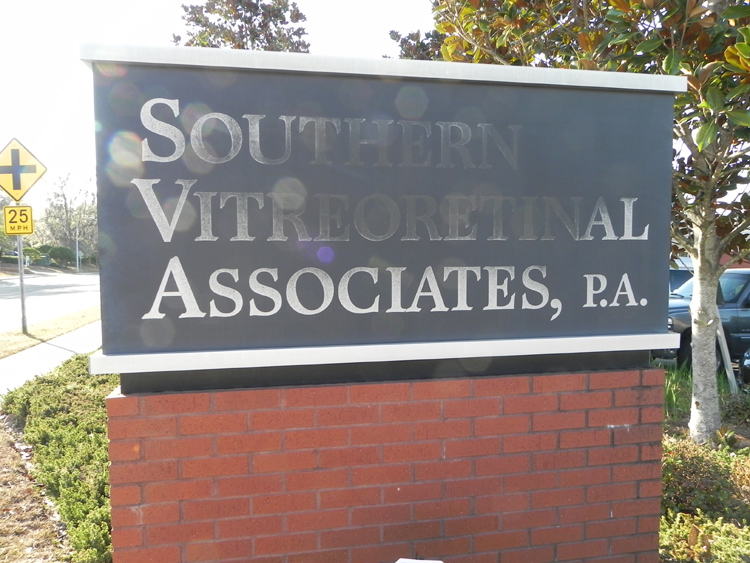 25
MPH
SOUTHERN
VITREORETINAL
ASSOCIATES, P.A.